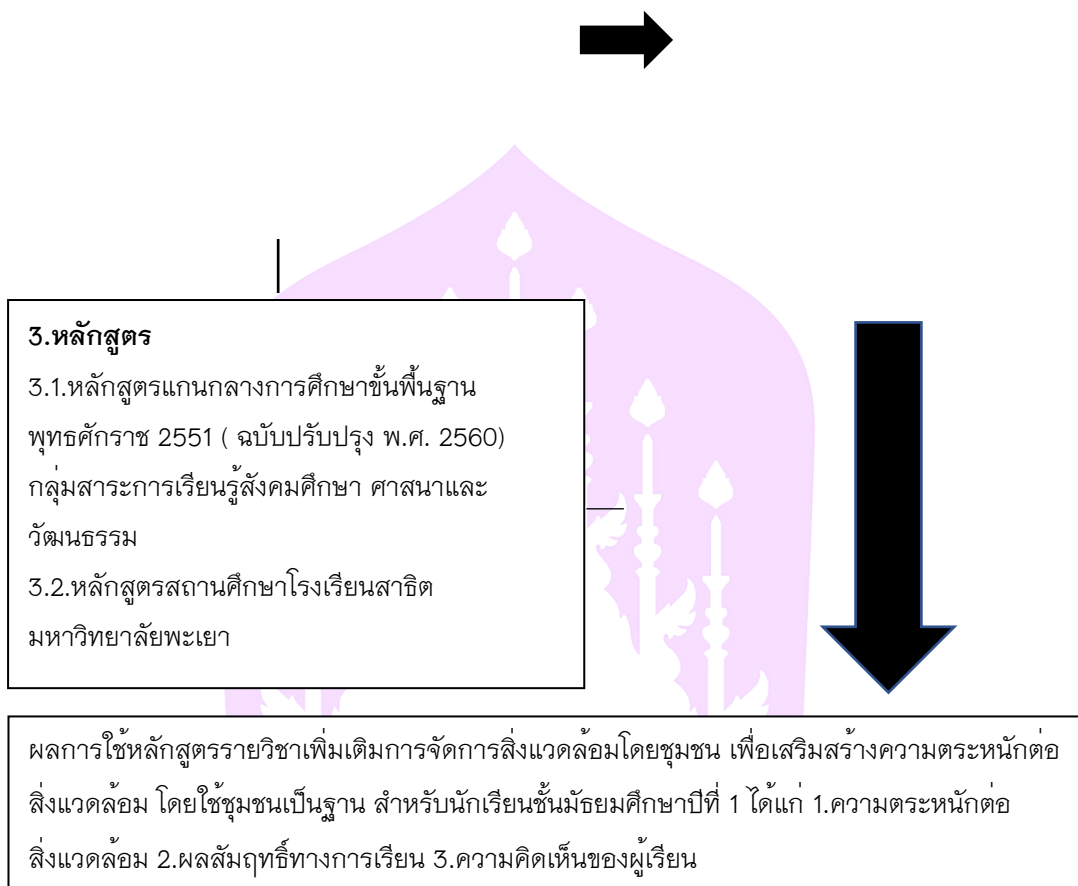 3.หลักสูตร
3.1.หลักสูตรแกนกลางการศึกษาขั้นพื้นฐาน
พุทธศักราช 2551 ( ฉบับปรับปรุง พ.ศ. 2560)
กลุ่มสาระการเรียนรู้สังคมศึกษา ศาสนาและ
วัฒนธรรม
3.2.หลักสูตรสถานศึกษาโรงเรียนสาธิต
มหาวิทยาลัยพะเยา
ผลการใช้หลักสูตรรายวิชาเพิ่มเติมการจัดการสิ่งแวดล้อมโดยชุมชน เพื่อเสริมสร้างความตระหนักต่อ
สิ่งแวดล้อม โดยใช้ชุมชนเป็นฐาน สำหรับนักเรียนชั้นมัธยมศึกษาปีที่ 1 ได้แก่ 1.ความตระหนักต่อ
สิ่งแวดล้อม 2.ผลสัมฤทธิ์ทางการเรียน 3.ความคิดเห็นของผู้เรียน